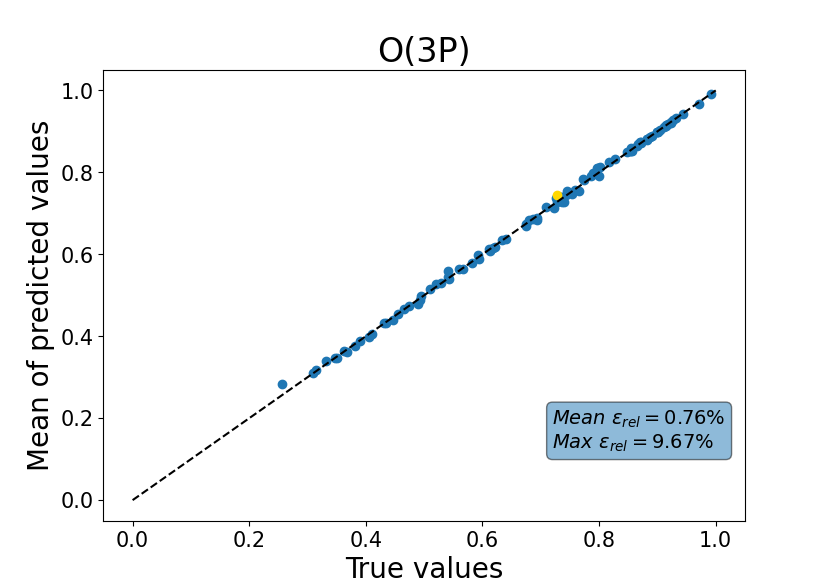 O(3P)
Mean of predicted values
1.0
0.8
0.6
0.4
0.2
0.0
Mean ε_rel = 0.76%
Max ε_rel = 9.67%
0.0 0.2 0.4 0.6 0.8 1.0
True values